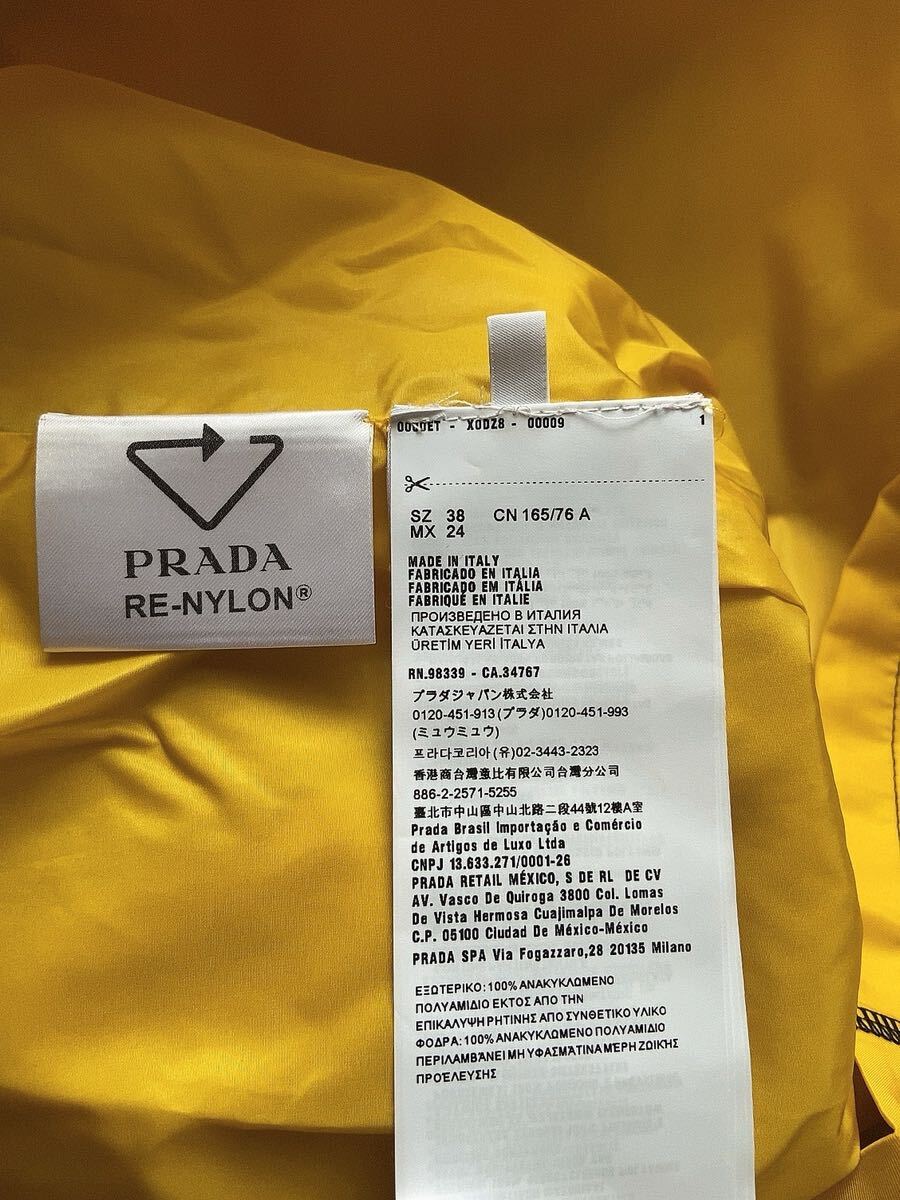 PRADA
RE-NYLON®
X0DZ8 - 00009 1
SZ 38 CN 165/76 A
MX 24
MADE IN ITALY
FABRICADO EN ITALIA
FABRICADO EM ITÁLIA
FABRIQUÉ EN ITALIE
ПРОИЗВЕДЕНО В ИТАЛИЯ
ΚΑΤΑΣΚΕΥΑΖΕΤΑΙ ΣΤΗΝ ΙΤΑΛΙΑ
ÜRETİM YERİ İTALYA
RN.98339 - CA.34767
プラダジャパン株式会社
0120-451-913(プラダ)0120-451-993
(ミュウミュウ)
프라다코리아(유)02-3443-2323
香港商台灣意比有限公司台灣分公司
886-2-2571-5255
臺北市中山區中山北路二段44號12樓A室
Prada Brasil Importação e Comércio
de Artigos de Luxo Ltda
CNPJ 13.633.271/0001-26
PRADA RETAIL MÉXICO, S DE RL DE CV
AV. Vasco De Quiroga 3800 Col. Lomas
De Vista Hermosa Cuajimalpa De Morelos
C.P. 05100 Ciudad De México-México
PRADA SPA Via Fogazzaro,28 20135 Milano
ΕΞΩΤΕΡΙΚΟ: 100% ΑΝΑΚΥΚΛΩΜΕΝΟ
ΠΟΛΥΑΜΙΔΙΟ ΕΚΤΟΣ ΑΠΟ ΤΗΝ
ΕΠΙΚΑΛΥΨΗ ΡΗΤΙΝΗΣ ΑΠΟ ΣΥΝΘΕΤΙΚΟ ΥΛΙΚΟ
ΦΟΔΡΑ: 100% ΑΝΑΚΥΚΛΩΜΕΝΟ ΠΟΛΥΑΜΙΔΙΟ
ΠΕΡΙΛΑΜΒΑΝΕΙ ΜΗ ΥΦΑΣΜΑΤΙΝΑ ΜΕΡΗ ΖΩΙΚΗΣ
ΠΡΟΕΛΕΥΣΗΣ